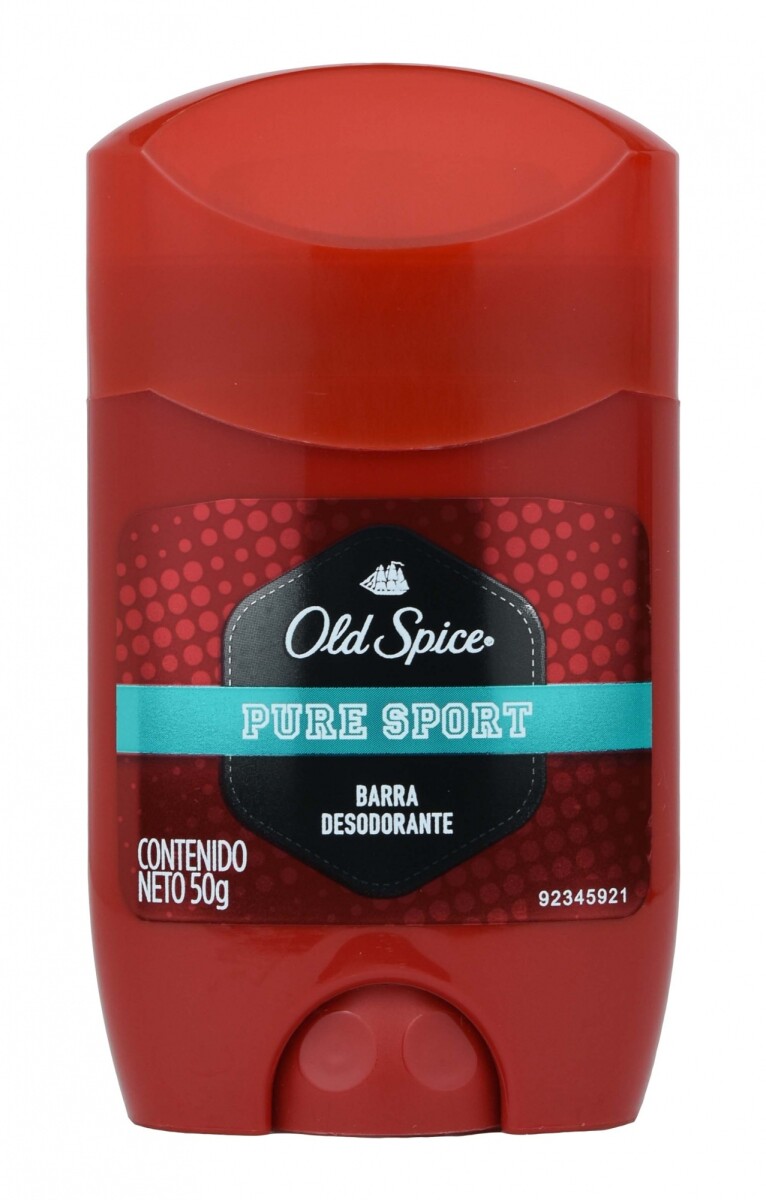 Old Spice
PURE SPORT
BARRA
DESODORANTE
CONTENIDO
NETO 50g
92345921